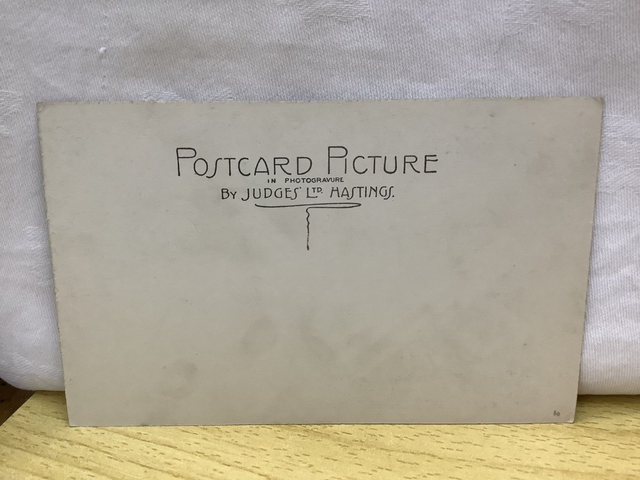 POSTCARD PICTURE
IN PHOTOGRAVURE
BY JUDGES' LTD. HASTINGS.